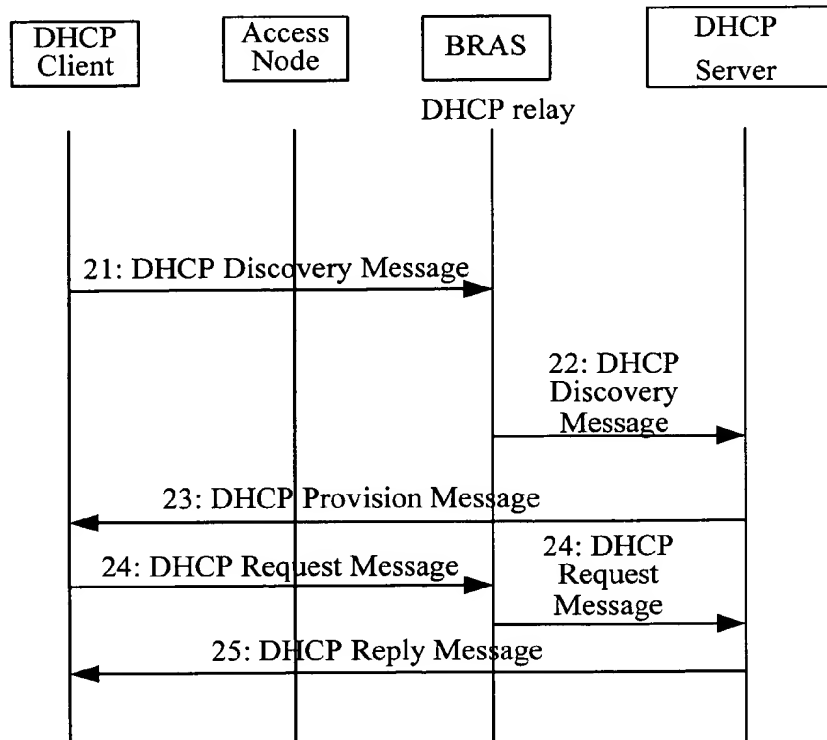 DHCP
Client
Access
Node
BRAS
DHCP
Server
DHCP relay
21: DHCP Discovery Message
22: DHCP
Discovery
Message
23: DHCP Provision Message
24: DHCP Request Message
24: DHCP
Request
Message
25: DHCP Reply Message